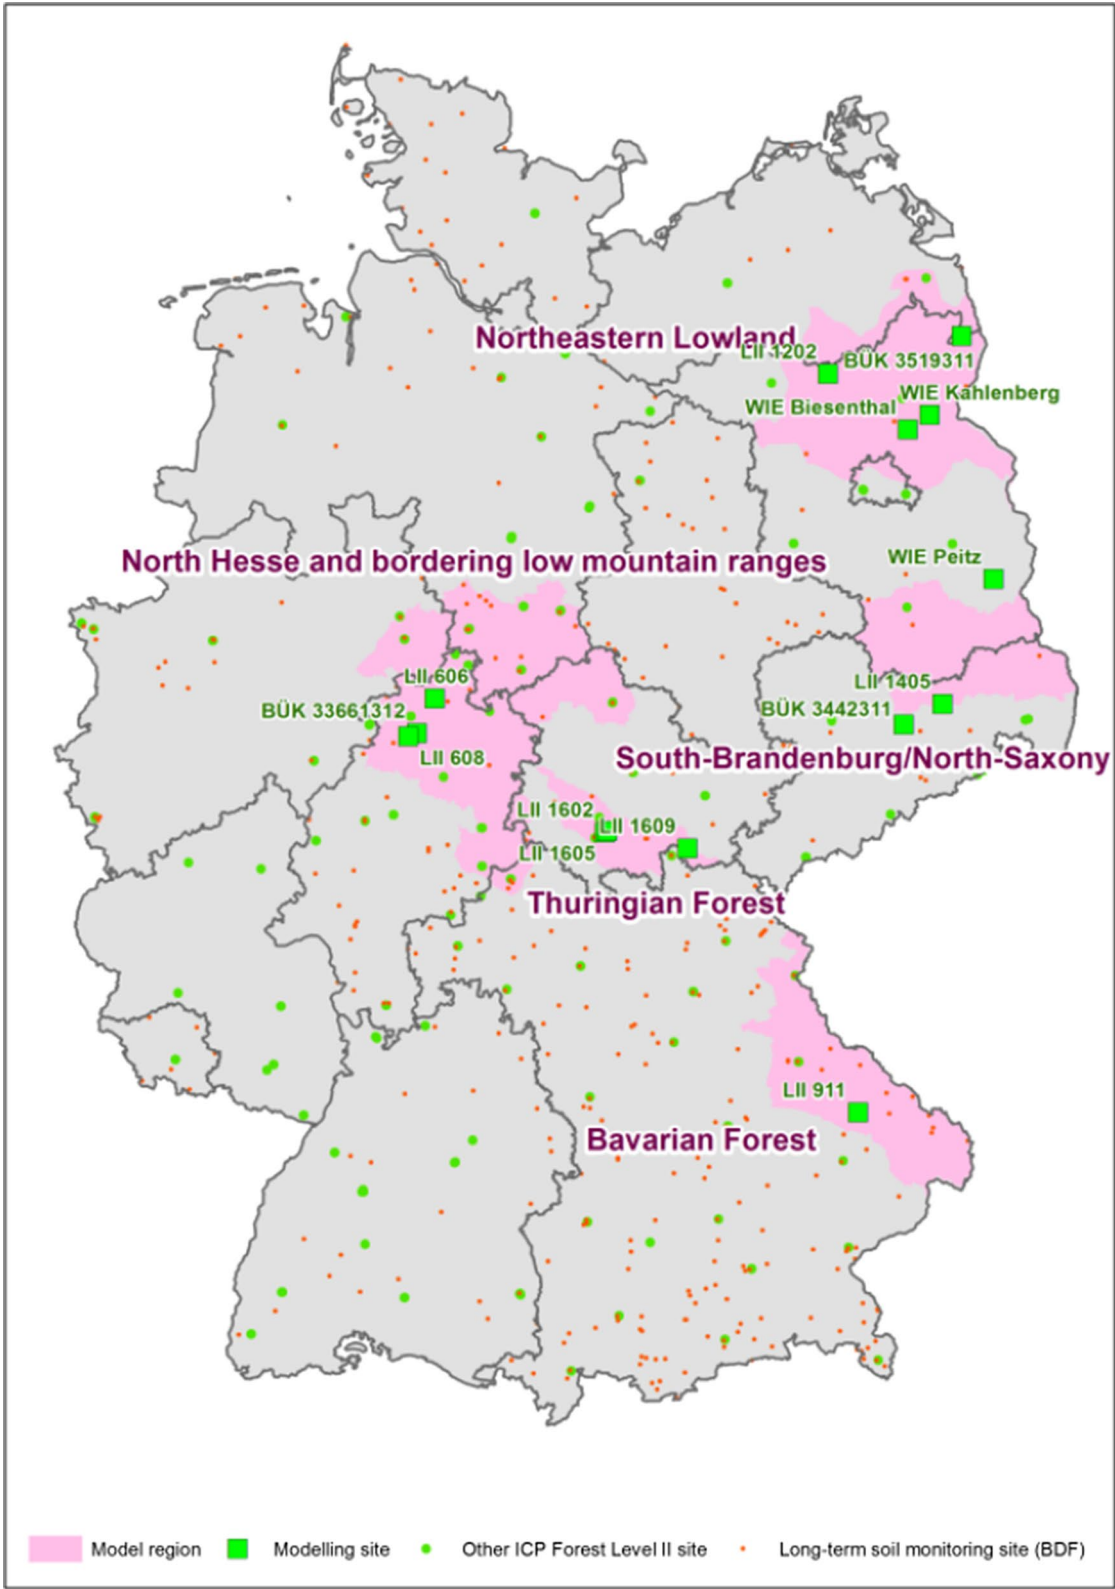 Northeastern Lowland
LII 1202
BÜK 3519311
WIE Kahlenberg
WIE Biesenthal
WIE Peitz
North Hesse and bordering low mountain ranges
LII 606
LII 1405
BÜK 33661312
BÜK 3442311
LII 608
South-Brandenburg/North-Saxony
LII 1602
LII 1609
LII 1605
Thuringian Forest
LII 911
Bavarian Forest
Model region
Modelling site
Other ICP Forest Level II site
Long-term soil monitoring site (BDF)